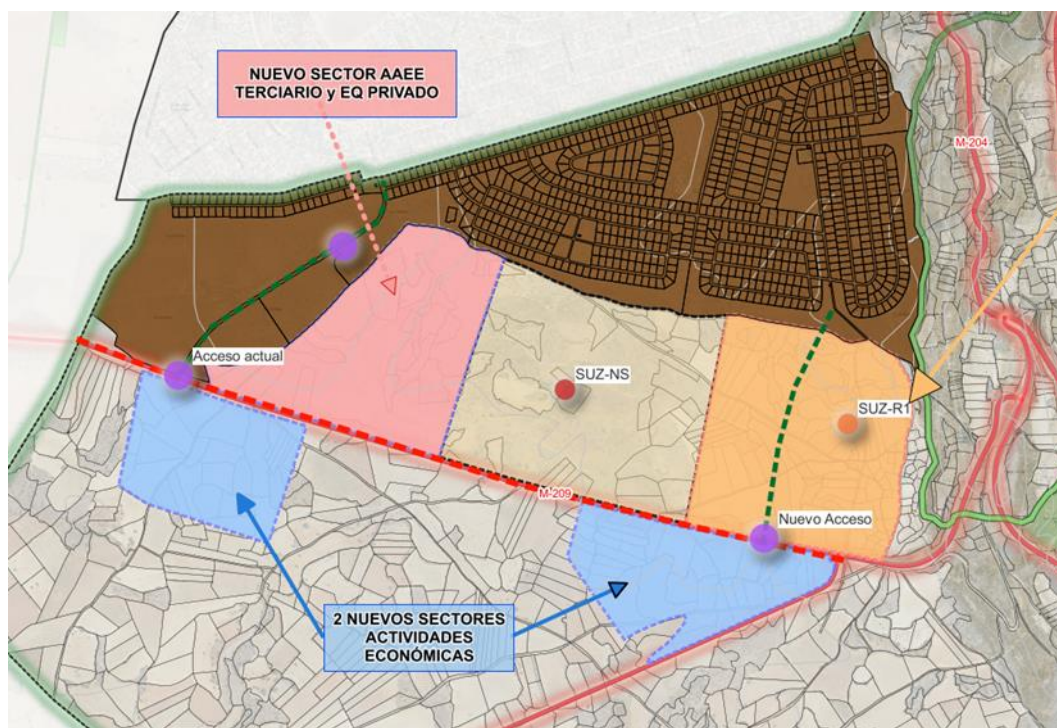 NUEVO SECTOR AAEE
TERCIARIO y EQ PRIVADO
M-204
Acceso actual
SUZ-NS
SUZ-R1
M-209
Nuevo Acceso
2 NUEVOS SECTORES
ACTIVIDADES
ECONÓMICAS